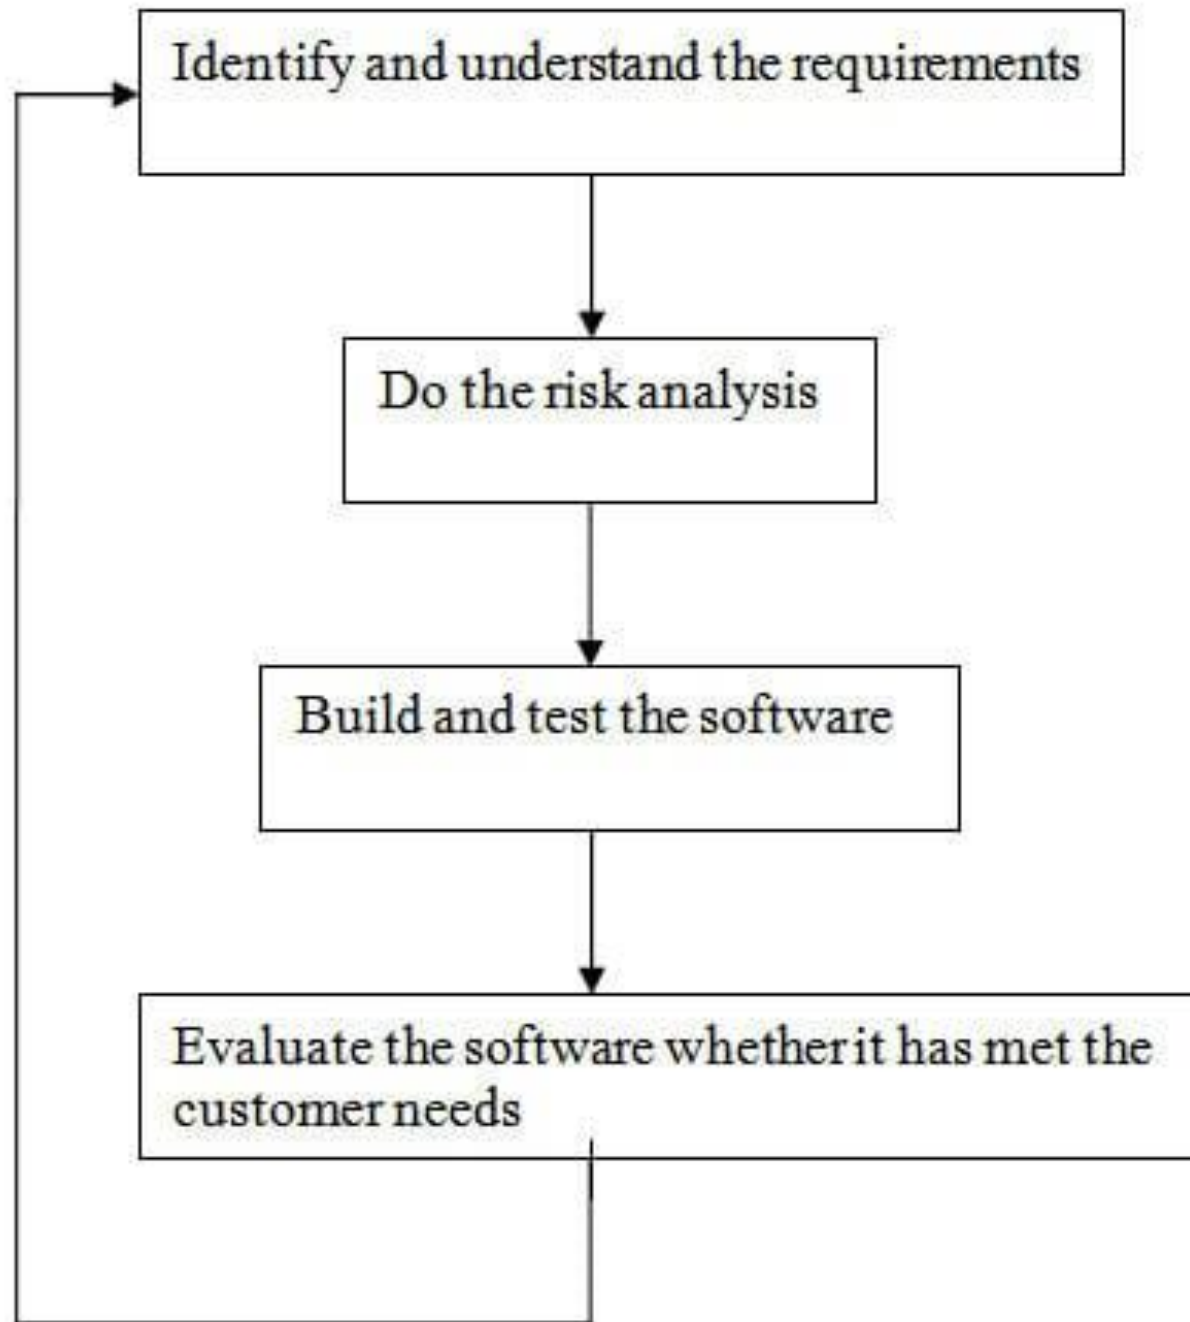 Identify and understand the requirements
Do the risk analysis
Build and test the software
Evaluate the software whether it has met the
customer needs